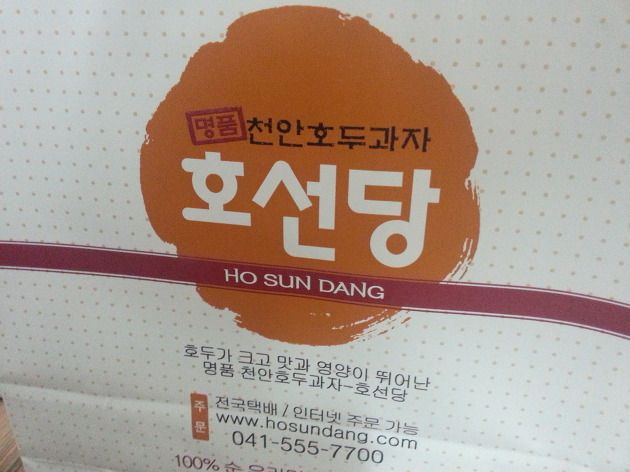 명품 천안호두과자
호선당
HO SUN DANG
호두가 크고 맛과 영양이 뛰어난
명품 천안호두과자-호선당
주문 전국택배 / 인터넷 주문 가능
www.hosundang.com
041-555-7700
100% 순 우리